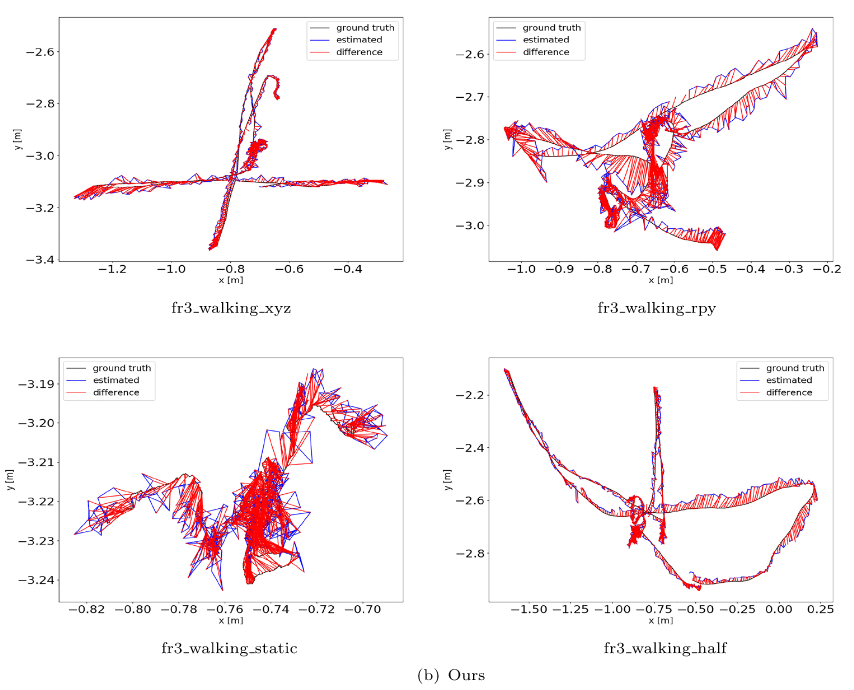 ground truth
estimated
difference
−2.6
−2.8
−3.0
−3.2
−3.4
y [m]
−1.2 −1.0 −0.8 −0.6 −0.4
x [m]
fr3_walking_xyz
ground truth
estimated
difference
−2.6
−2.7
−2.8
−2.9
−3.0
y [m]
−1.0 −0.9 −0.8 −0.7 −0.6 −0.5 −0.4 −0.3 −0.2
x [m]
fr3_walking_rpy
ground truth
estimated
difference
−3.19
−3.20
−3.21
−3.22
−3.23
−3.24
y [m]
−0.82 −0.80 −0.78 −0.76 −0.74 −0.72 −0.70
x [m]
fr3_walking_static
ground truth
estimated
difference
−2.2
−2.4
−2.6
−2.8
y [m]
−1.50 −1.25 −1.00 −0.75 −0.50 −0.25 0.00 0.25
x [m]
fr3_walking_half
(b) Ours